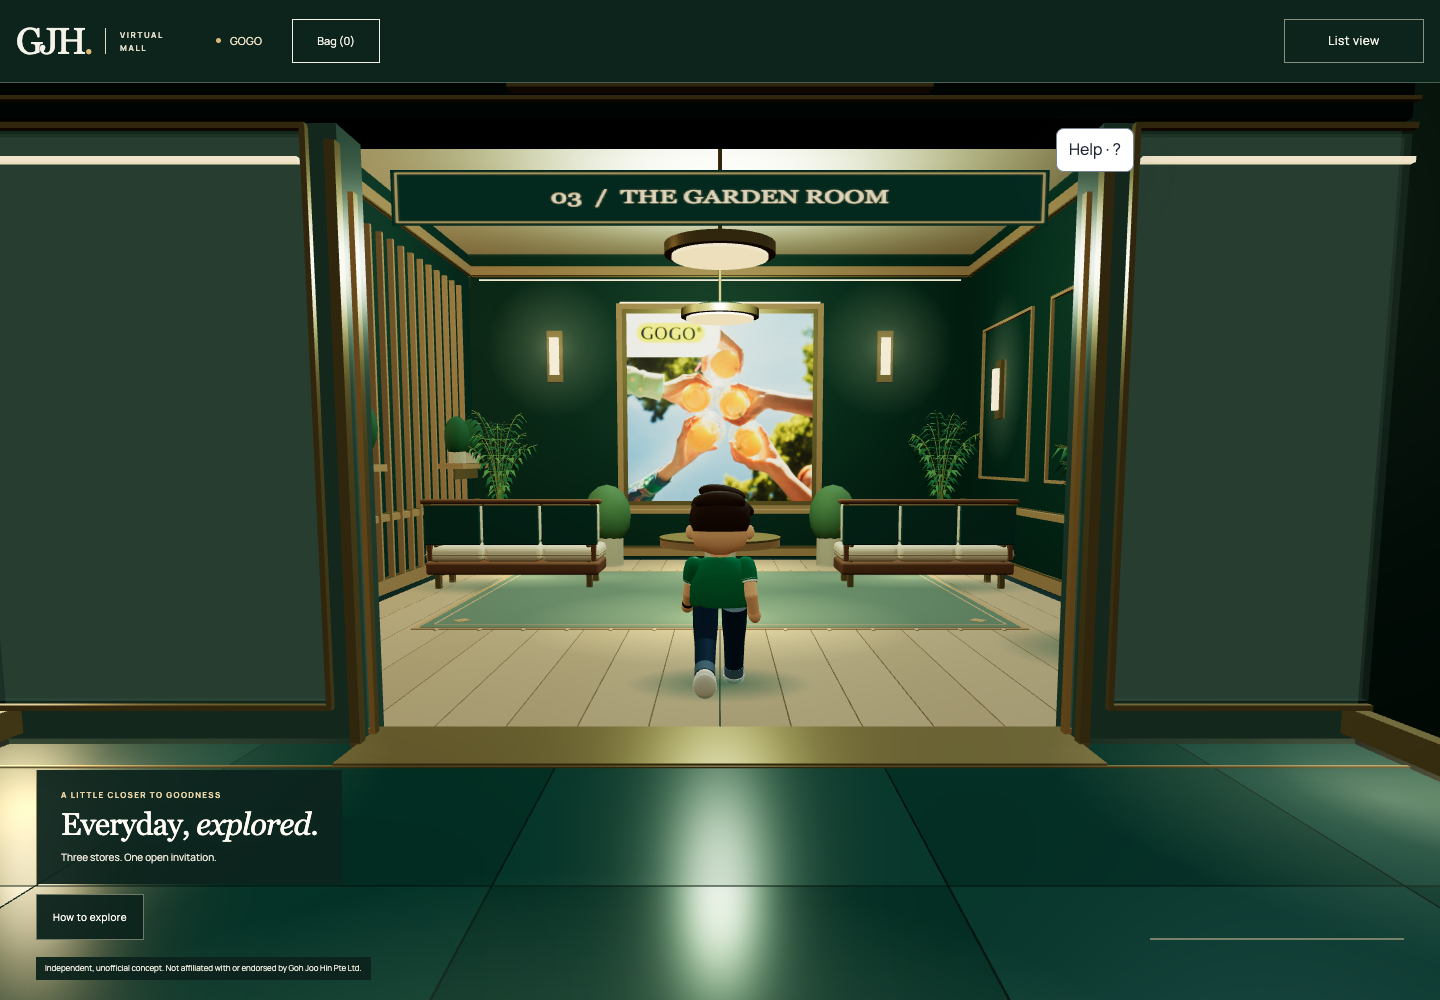 GJH.
VIRTUAL
MALL
GOGO
Bag (0)
List view
Help · ?
03 / THE GARDEN ROOM
GOGO®
A LITTLE CLOSER TO GOODNESS
Everyday, explored.
Three stores. One open invitation.
How to explore
Independent, unofficial concept. Not affiliated with or endorsed by Goh Joo Hin Pte Ltd.